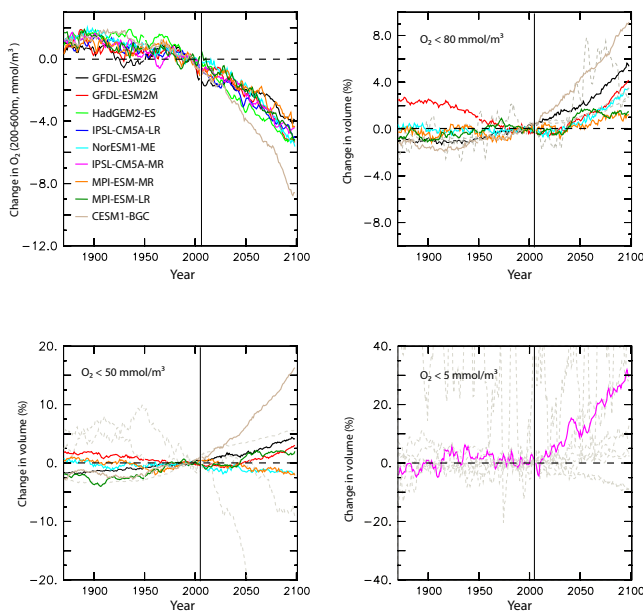 Change in O₂ (200-600m, mmol/m³)
0.0
−4.0
−8.0
−12.0
GFDL-ESM2G
GFDL-ESM2M
HadGEM2-ES
IPSL-CM5A-LR
NorESM1-ME
IPSL-CM5A-MR
MPI-ESM-MR
MPI-ESM-LR
CESM1-BGC
1900 1950 2000 2050 2100
Year
Change in volume (%)
8.0
4.0
0.0
−4.0
−8.0
O₂ < 80 mmol/m³
1900 1950 2000 2050 2100
Year
Change in volume (%)
20.
10.
0.
−10.
−20.
O₂ < 50 mmol/m³
1900 1950 2000 2050 2100
Year
Change in volume (%)
40.
20.
0.
−20.
−40.
O₂ < 5 mmol/m³
1900 1950 2000 2050 2100
Year